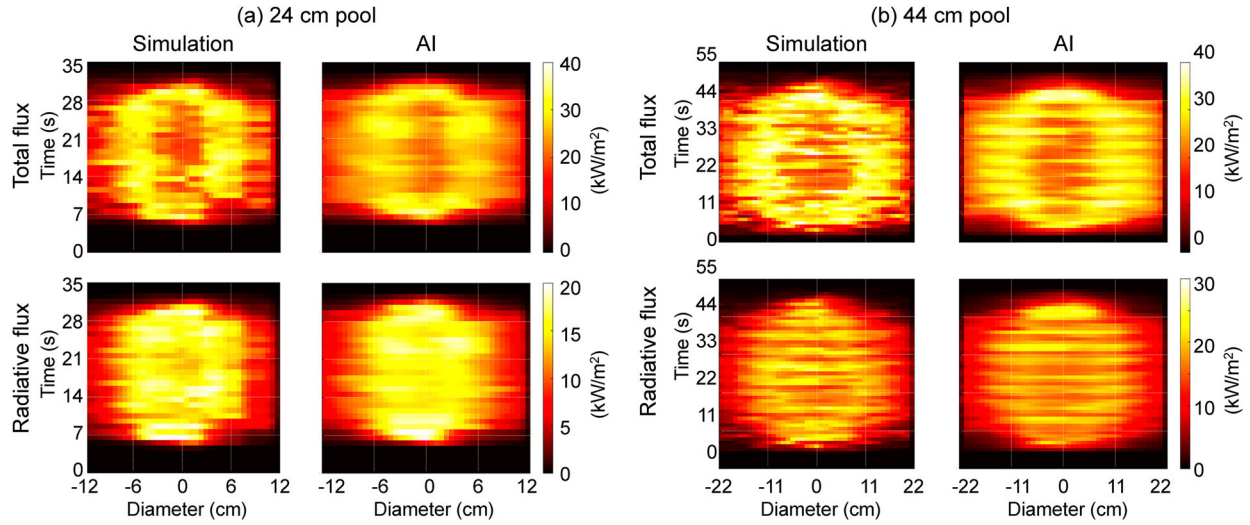 (a) 24 cm pool
(b) 44 cm pool
Simulation
AI
Simulation
AI
Total flux
Time (s)
35
28
21
14
7
0
40
30
20
10
0
(kW/m²)
Total flux
Time (s)
55
44
33
22
11
0
40
30
20
10
0
(kW/m²)
Radiative flux
Time (s)
35
28
21
14
7
0
20
15
10
5
0
(kW/m²)
Radiative flux
Time (s)
55
44
33
22
11
0
30
20
10
0
(kW/m²)
-12 -6 0 6 12
-12 -6 0 6 12
-22 -11 0 11 22
-22 -11 0 11 22
Diameter (cm)
Diameter (cm)
Diameter (cm)
Diameter (cm)